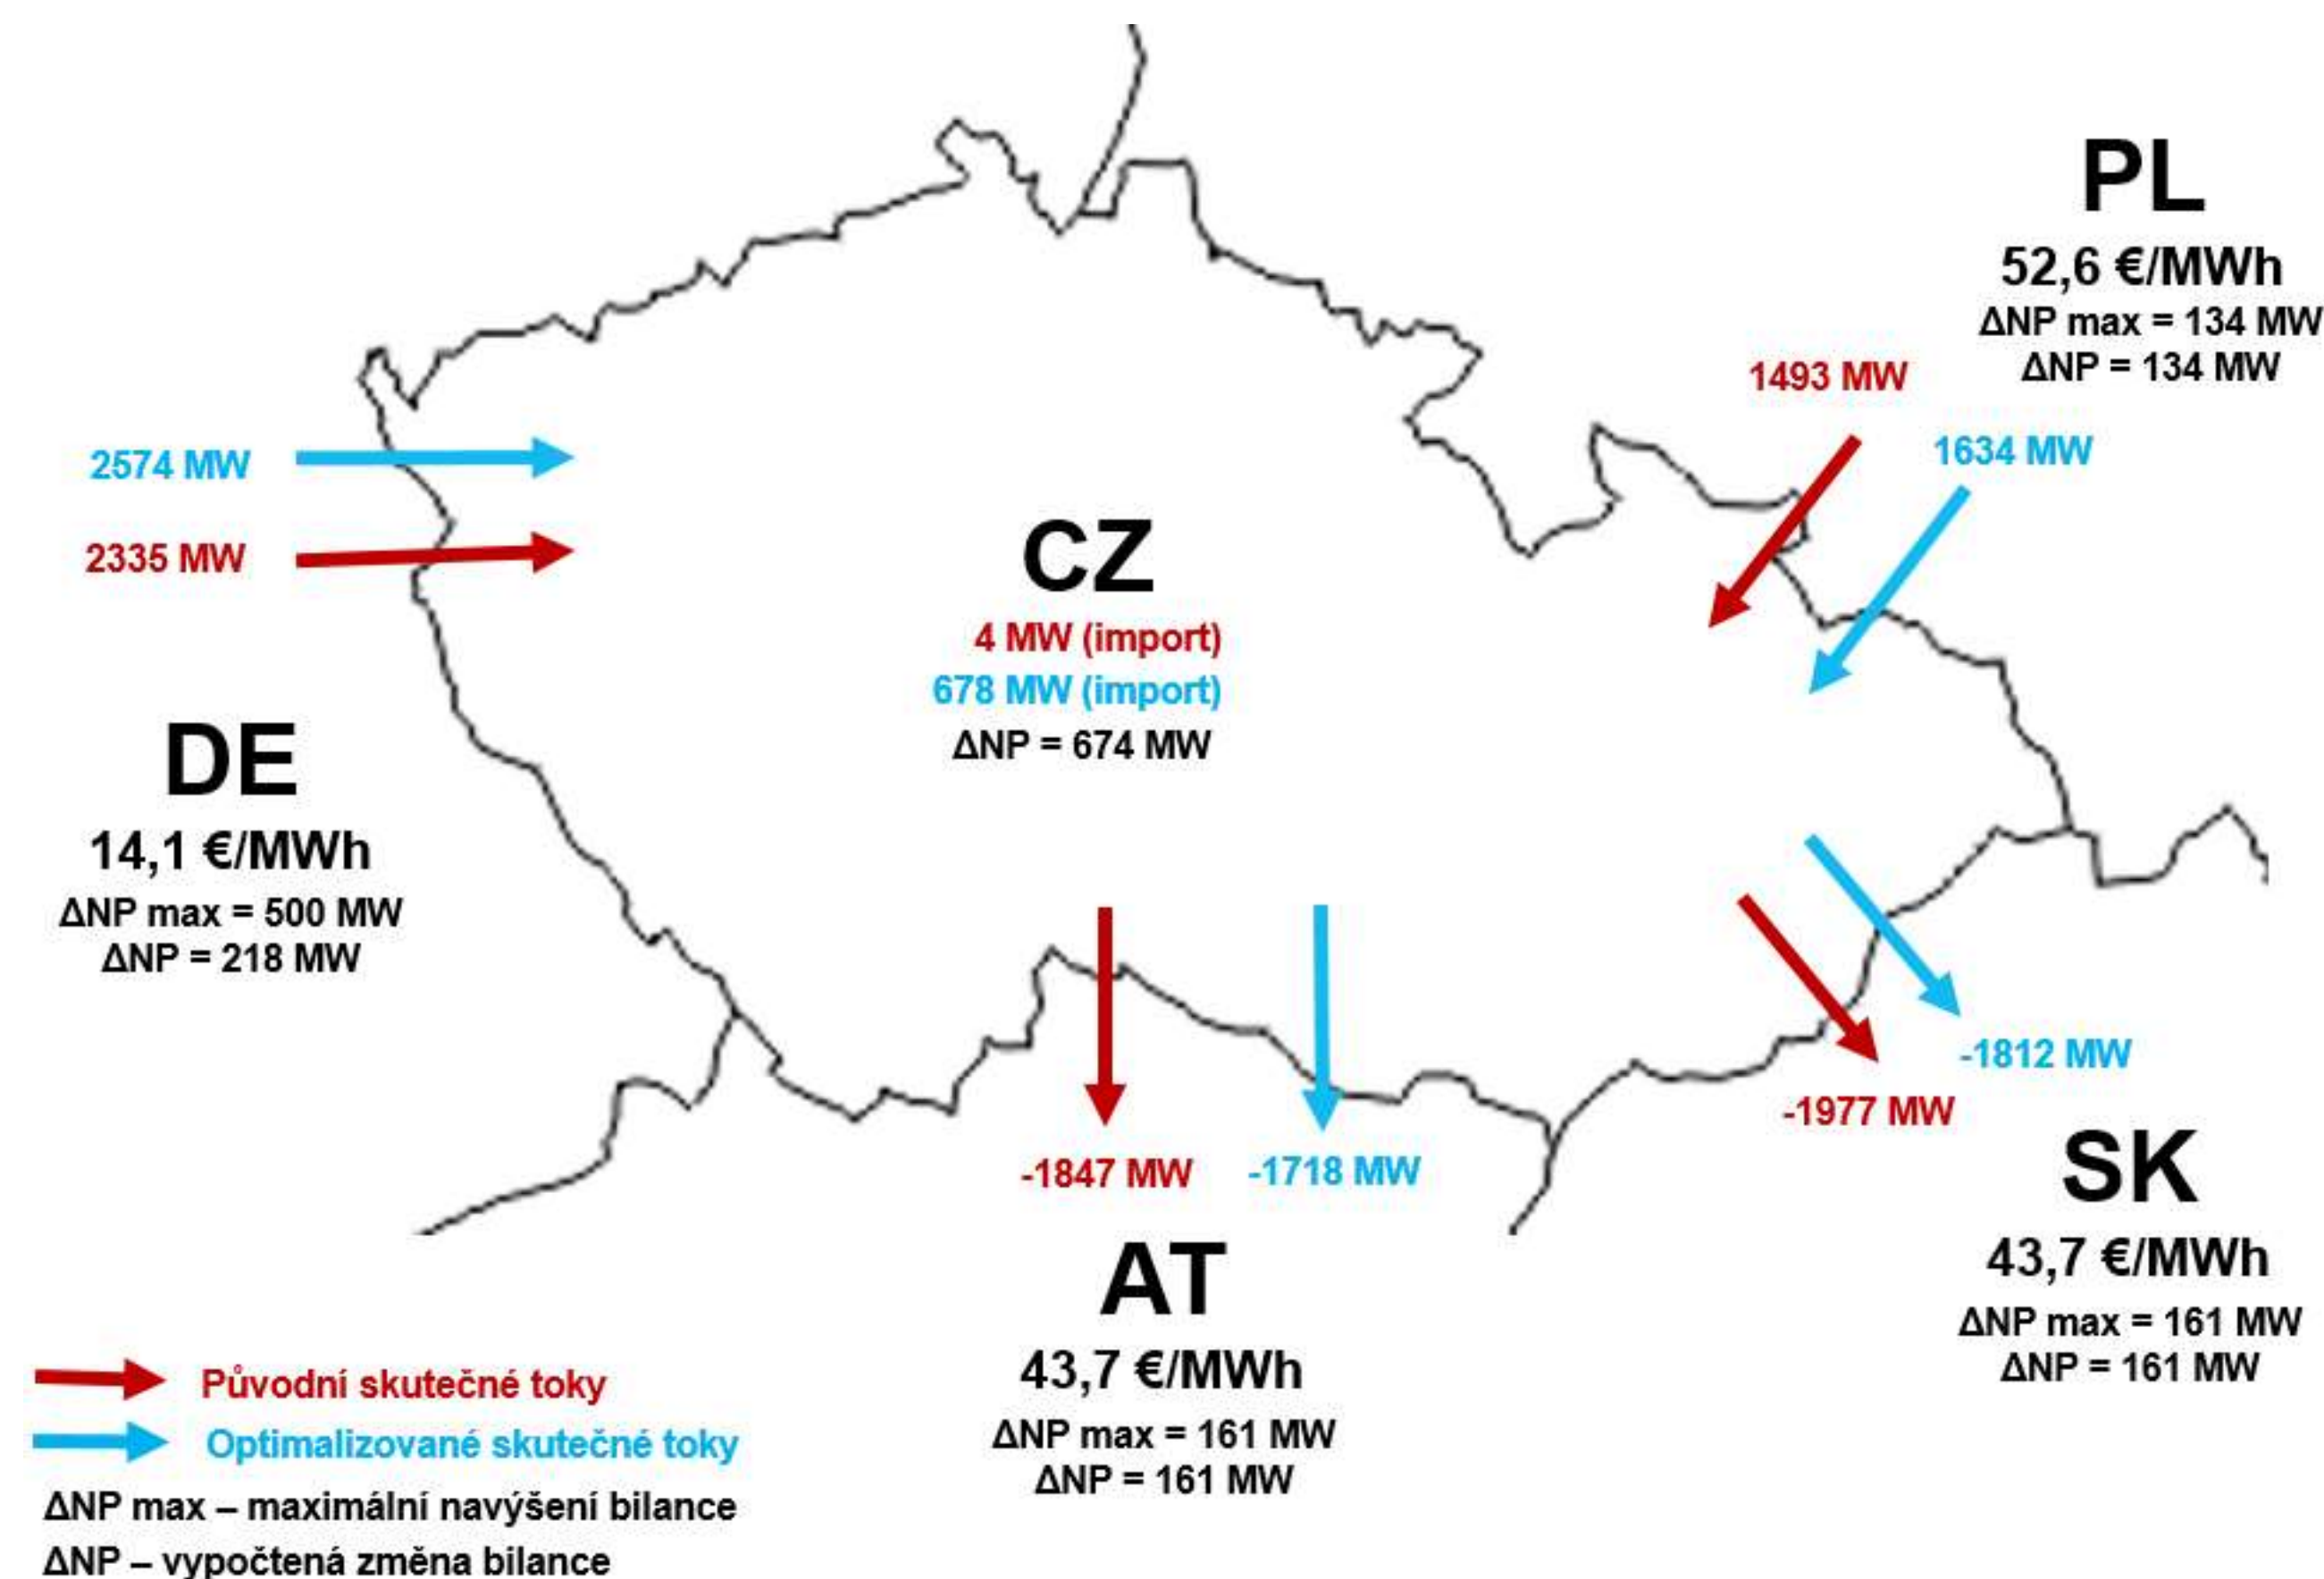 PL
52,6 €/MWh
ΔNP max = 134 MW
ΔNP = 134 MW
1493 MW
1634 MW
2574 MW
2335 MW
CZ
4 MW (import)
678 MW (import)
ΔNP = 674 MW
DE
14,1 €/MWh
ΔNP max = 500 MW
ΔNP = 218 MW
-1812 MW
-1977 MW
-1847 MW
-1718 MW
SK
43,7 €/MWh
ΔNP max = 161 MW
ΔNP = 161 MW
AT
43,7 €/MWh
ΔNP max = 161 MW
ΔNP = 161 MW
Původní skutečné toky
Optimalizované skutečné toky
ΔNP max – maximální navýšení bilance
ΔNP – vypočtená změna bilance